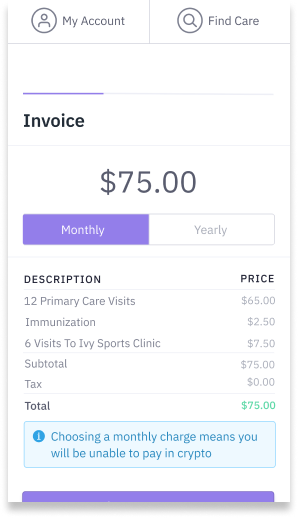 My Account
Find Care
Invoice
$75.00
Monthly
Yearly
DESCRIPTION PRICE
12 Primary Care Visits $65.00
Immunization $2.50
6 Visits To Ivy Sports Clinic $7.50
Subtotal $75.00
Tax $0.00
Total $75.00
Choosing a monthly charge means you
will be unable to pay in crypto